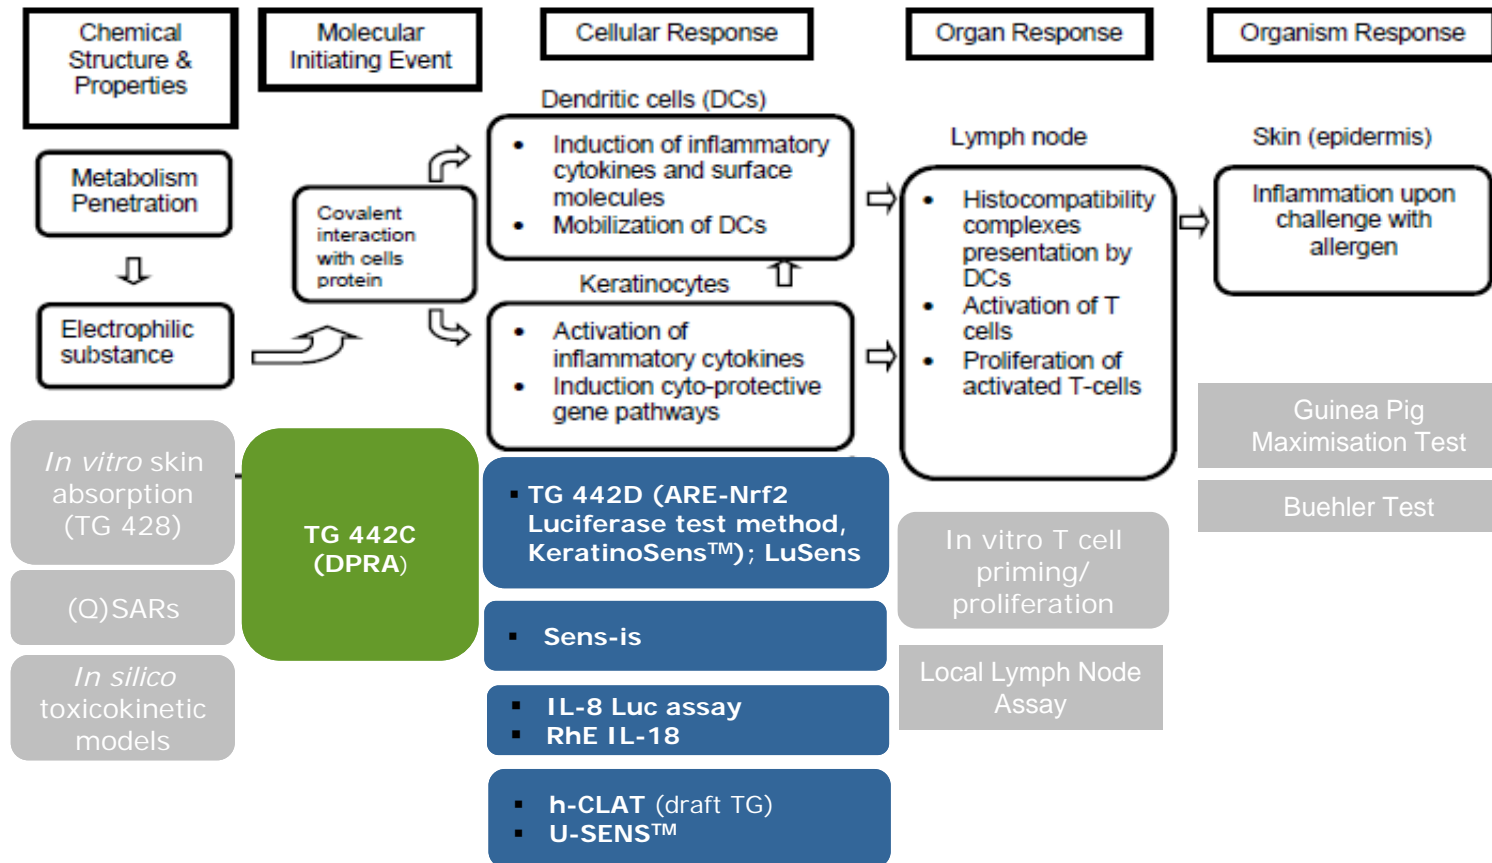 Chemical
Structure &
Properties
Molecular
Initiating Event
Cellular Response
Organ Response
Organism Response
Metabolism
Penetration
Electrophilic
substance
Covalent
interaction
with cells
protein
Dendritic cells (DCs)
• Induction of inflammatory
cytokines and surface
molecules
• Mobilization of DCs
Keratinocytes
• Activation of
inflammatory cytokines
• Induction cyto-protective
gene pathways
Lymph node
• Histocompatibility
complexes
presentation by
DCs
• Activation of T
cells
• Proliferation of
activated T-cells
Skin (epidermis)
Inflammation upon
challenge with
allergen
In vitro skin
absorption
(TG 428)
(Q)SARs
In silico
toxicokinetic
models
TG 442C
(DPRA)
▪ TG 442D (ARE-Nrf2
Luciferase test method,
KeratinoSens™); LuSens
▪ Sens-is
▪ IL-8 Luc assay
▪ RhE IL-18
▪ h-CLAT (draft TG)
▪ U-SENS™
In vitro T cell
priming/
proliferation
Local Lymph Node
Assay
Guinea Pig
Maximisation Test
Buehler Test